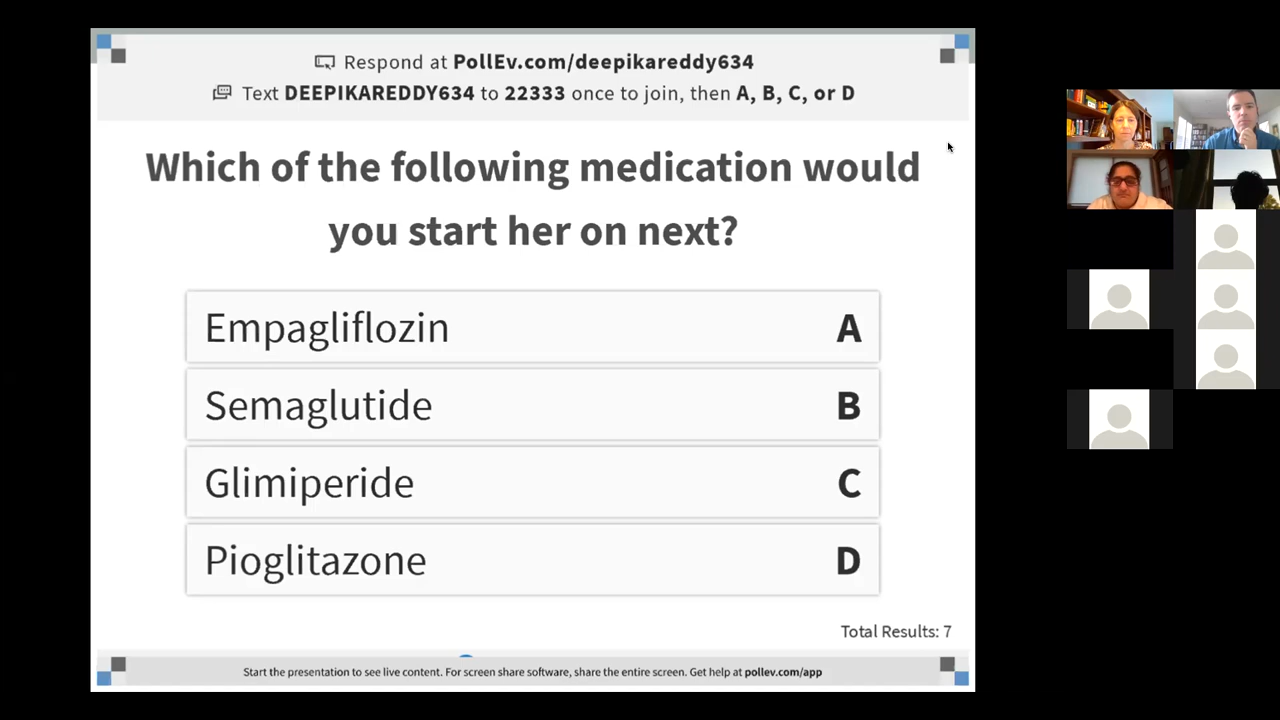 Respond at PollEv.com/deepikareddy634
Text DEEPIKAREDDY634 to 22333 once to join, then A, B, C, or D
Which of the following medication would
you start her on next?
Empagliflozin A
Semaglutide B
Glimiperide C
Pioglitazone D
Total Results: 7
Start the presentation to see live content. For screen share software, share the entire screen. Get help at pollev.com/app